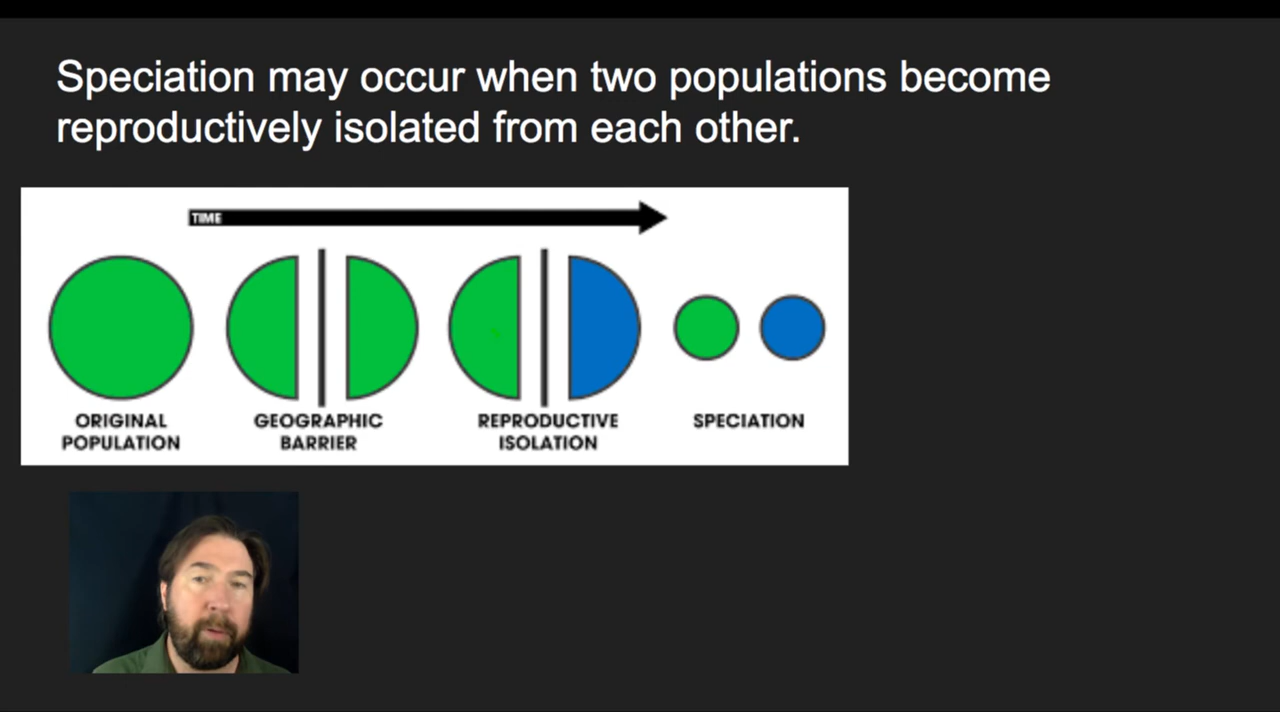 Speciation may occur when two populations become
reproductively isolated from each other.
TIME
ORIGINAL
POPULATION
GEOGRAPHIC
BARRIER
REPRODUCTIVE
ISOLATION
SPECIATION